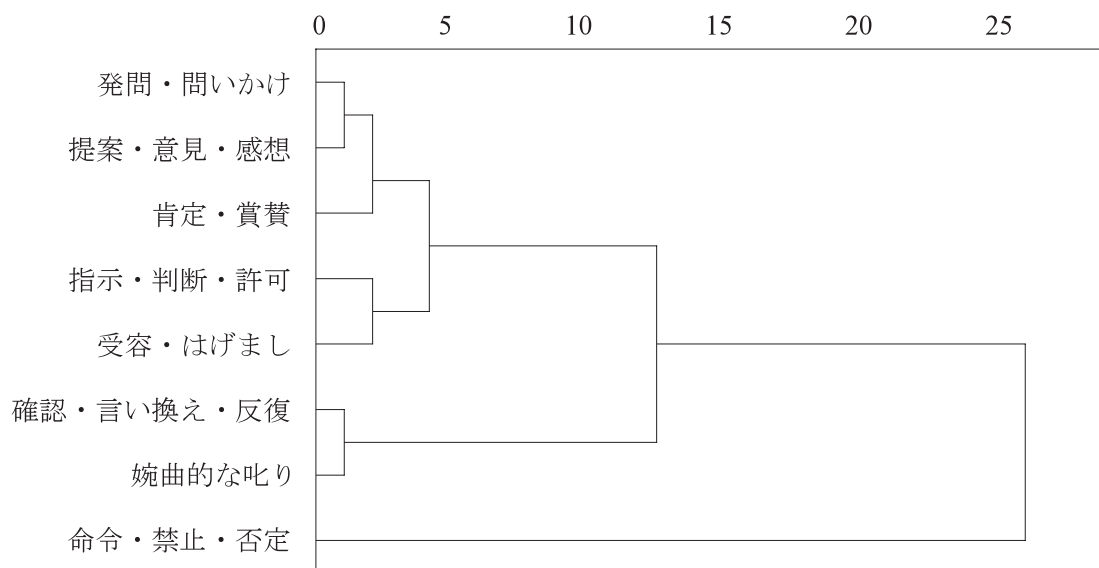 0 5 10 15 20 25
発問・問いかけ
提案・意見・感想
肯定・賞賛
指示・判断・許可
受容・はげまし
確認・言い換え・反復
婉曲的な叱り
命令・禁止・否定